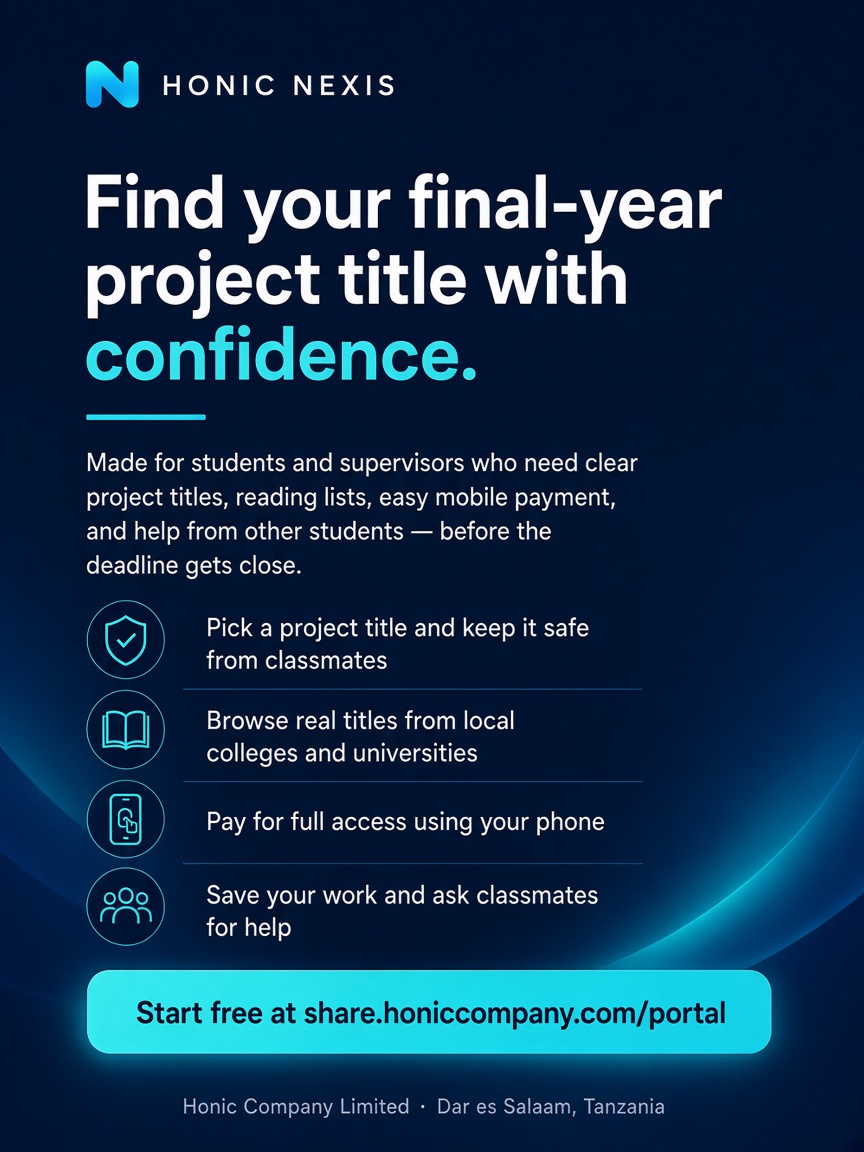 HONIC NEXIS
Find your final-year
project title with
confidence.
Made for students and supervisors who need clear
project titles, reading lists, easy mobile payment,
and help from other students — before the
deadline gets close.
Pick a project title and keep it safe
from classmates
Browse real titles from local
colleges and universities
Pay for full access using your phone
Save your work and ask classmates
for help
Start free at share.honiccompany.com/portal
Honic Company Limited · Dar es Salaam, Tanzania